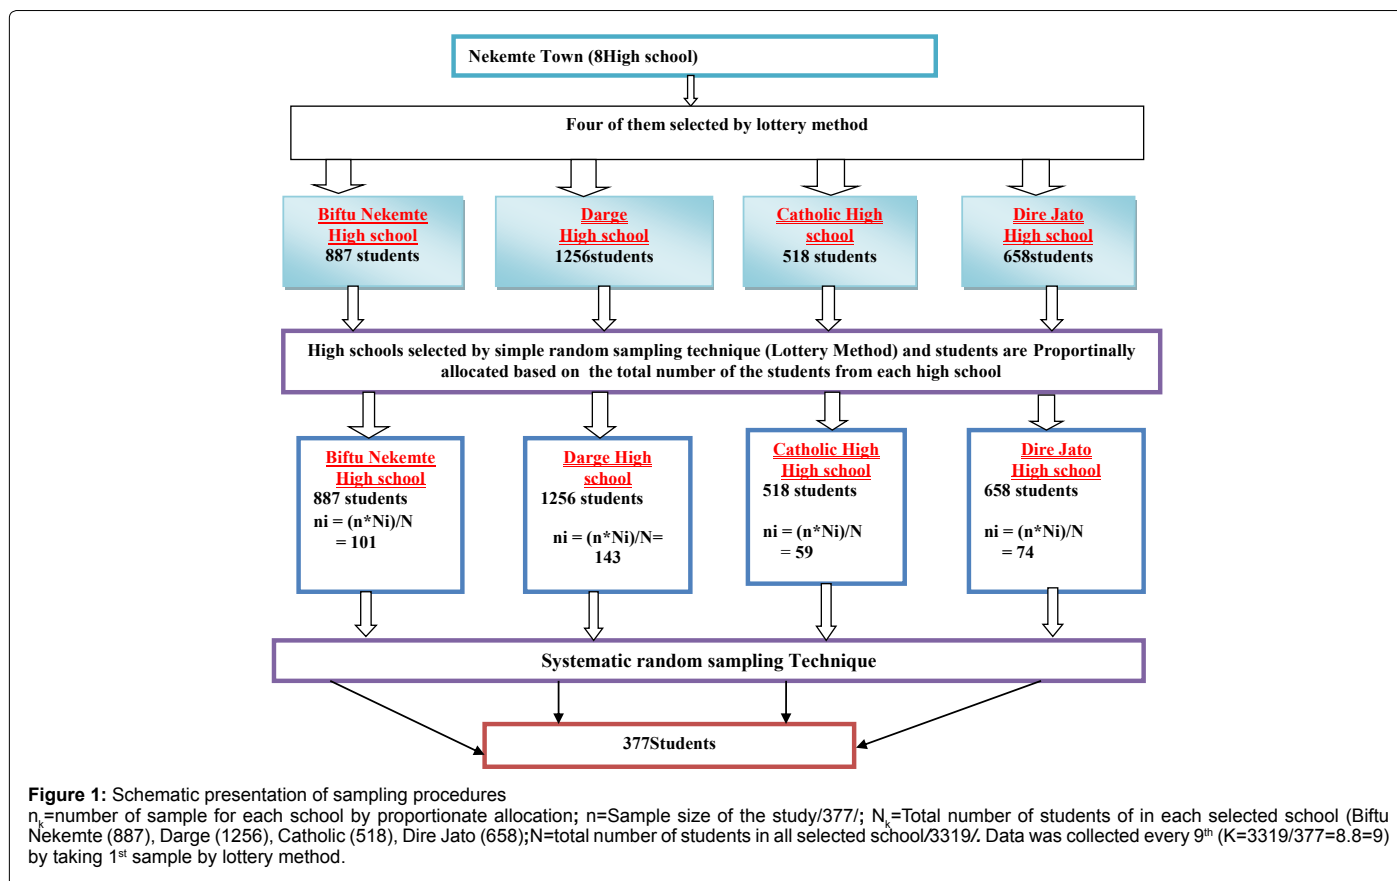 Nekemte Town (8High school)
Four of them selected by lottery method
Biftu Nekemte
High school
887 students
Darge
High school
1256students
Catholic High
school
518 students
Dire Jato
High school
658students
High schools selected by simple random sampling technique (Lottery Method) and students are Proportinally
allocated based on the total number of the students from each high school
Biftu Nekemte
High school
887 students
ni = (n*Ni)/N
= 101
Darge High
school
1256 students
ni = (n*Ni)/N=
143
Catholic High
High school
518 students
ni = (n*Ni)/N
= 59
Dire Jato
High school
658 students
ni = (n*Ni)/N
= 74
Systematic random sampling Technique
377Students
Figure 1: Schematic presentation of sampling procedures
nk=number of sample for each school by proportionate allocation; n=Sample size of the study/377/; Nk=Total number of students of in each selected school (Biftu
Nekemte (887), Darge (1256), Catholic (518), Dire Jato (658);N=total number of students in all selected school/3319/. Data was collected every 9th (K=3319/377=8.8=9)
by taking 1st sample by lottery method.